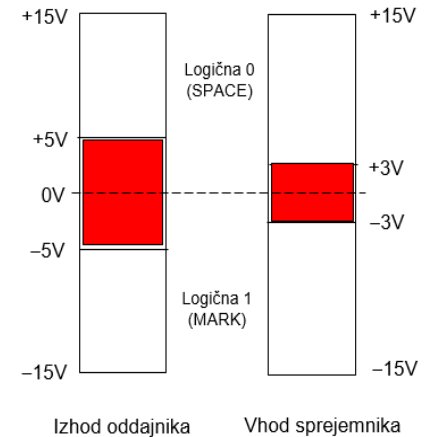 +15V
+15V
Logična 0
(SPACE)
+5V
+3V
0V
−3V
−5V
Logična 1
(MARK)
−15V
−15V
Izhod oddajnika
Vhod sprejemnika